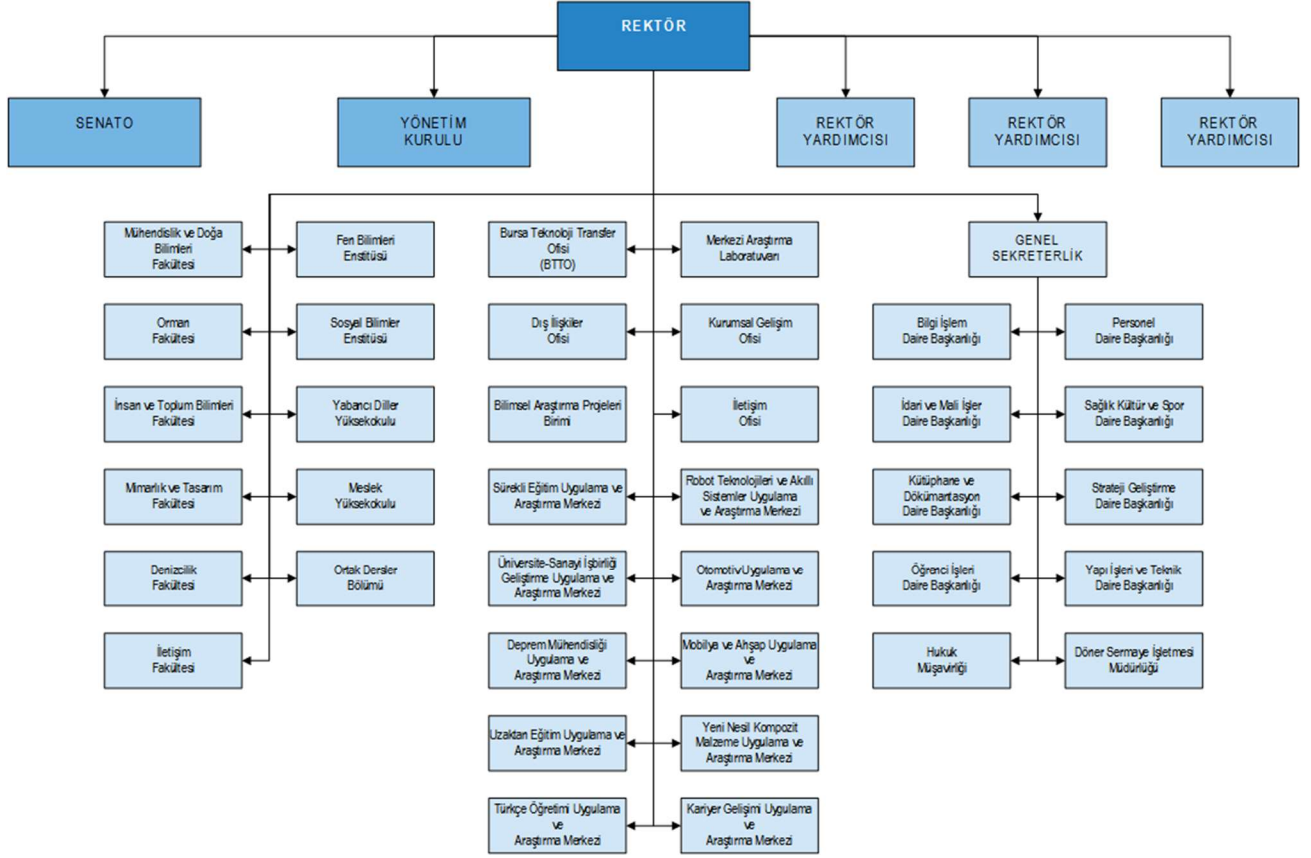 REKTÖR
SENATO
YÖNETİM
KURULU
REKTÖR
YARDIMCISI
REKTÖR
YARDIMCISI
REKTÖR
YARDIMCISI
Mühendislik ve Doğa
Bilimleri
Fakültesi
Fen Bilimleri
Enstitüsü
Orman
Fakültesi
Sosyal Bilimler
Enstitüsü
İnsan ve Toplum Bilimleri
Fakültesi
Yabancı Diller
Yüksekokulu
Mimarlık ve Tasarım
Fakültesi
Meslek
Yüksekokulu
Denizcilik
Fakültesi
Ortak Dersler
Bölümü
İletişim
Fakültesi
Bursa Teknoloji Transfer
Ofisi
(BTTO)
Merkezi Araştırma
Laboratuvarı
Dış İlişkiler
Ofisi
Kurumsal Gelişim
Ofisi
Bilimsel Araştırma Projeleri
Birimi
İletişim
Ofisi
Sürekli Eğitim Uygulama ve
Araştırma Merkezi
Robot Teknolojileri ve Akıllı
Sistemler Uygulama
ve Araştırma Merkezi
Üniversite-Sanayi İşbirliği
Geliştirme Uygulama ve
Araştırma Merkezi
Otomotiv Uygulama ve
Araştırma Merkezi
Deprem Mühendisliği
Uygulama ve
Araştırma Merkezi
Mobilya ve Ahşap Uygulama
ve
Araştırma Merkezi
Uzaktan Eğitim Uygulama ve
Araştırma Merkezi
Yeni Nesil Kompozit
Malzeme Uygulama ve
Araştırma Merkezi
Türkçe Öğretimi Uygulama
ve
Araştırma Merkezi
Kariyer Gelişimi Uygulama
ve
Araştırma Merkezi
GENEL
SEKRETERLİK
Bilgi İşlem
Daire Başkanlığı
Personel
Daire Başkanlığı
İdari ve Mali İşler
Daire Başkanlığı
Sağlık Kültür ve Spor
Daire Başkanlığı
Kütüphane ve
Dökümantasyon
Daire Başkanlığı
Strateji Geliştirme
Daire Başkanlığı
Öğrenci İşleri
Daire Başkanlığı
Yapı İşleri ve Teknik
Daire Başkanlığı
Hukuk
Müşavirliği
Döner Sermaye İşletmesi
Müdürlüğü